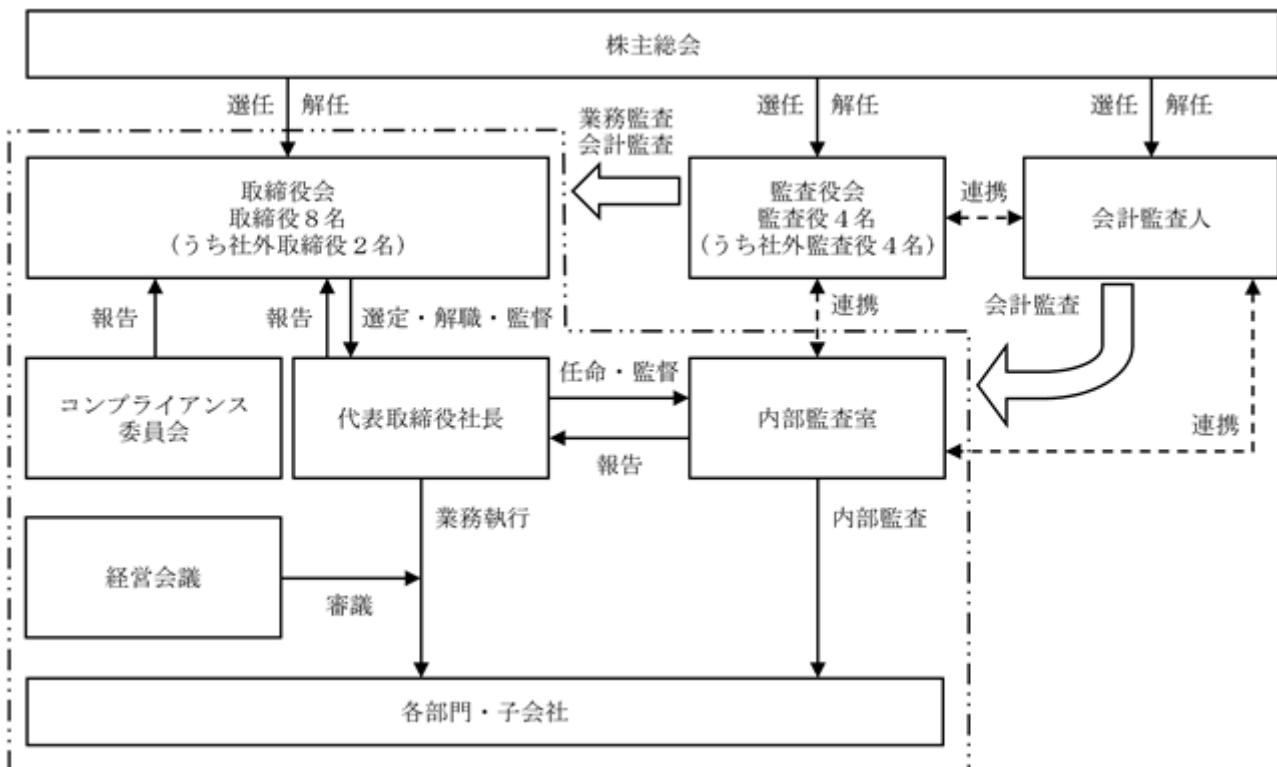 株主総会
選任
解任
選任
解任
選任
解任
業務監査
会計監査
取締役会
取締役８名
（うち社外取締役２名）
監査役会
監査役４名
（うち社外監査役４名）
連携
会計監査人
報告
報告
選定・解職・監督
連携
会計監査
コンプライアンス
委員会
代表取締役社長
任命・監督
報告
内部監査室
連携
業務執行
内部監査
経営会議
審議
各部門・子会社